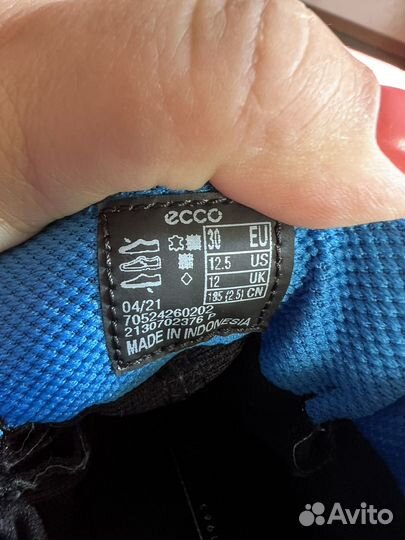 ecco
30 EU
12.5 US
12 UK
185 (2.5) CN
04/21
70524260202
2130702376 P
MADE IN INDONESIA
Avito